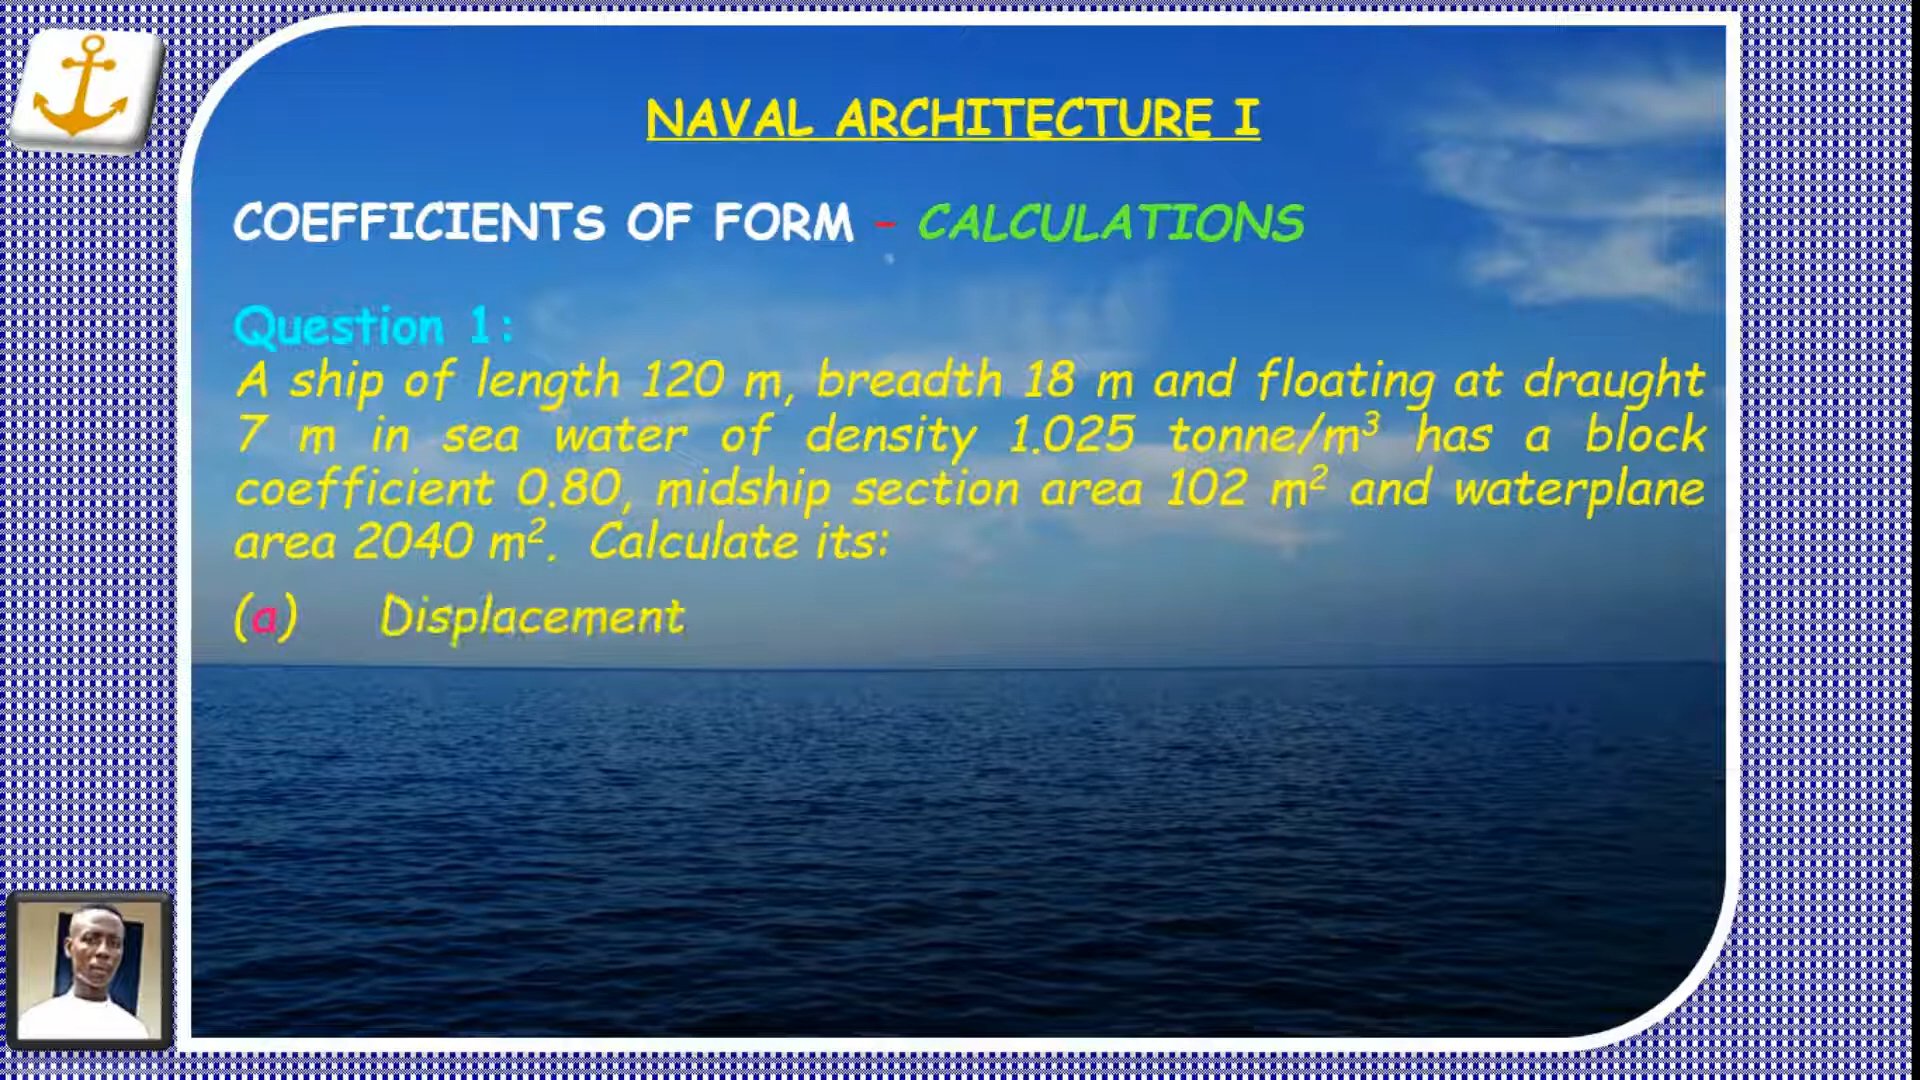 NAVAL ARCHITECTURE I
COEFFICIENTs OF FORM - CALCULATIONS
Question 1:
A ship of length 120 m, breadth 18 m and floating at draught
7 m in sea water of density 1.025 tonne/m³ has a block
coefficient 0.80, midship section area 102 m² and waterplane
area 2040 m². Calculate its:
(a) Displacement